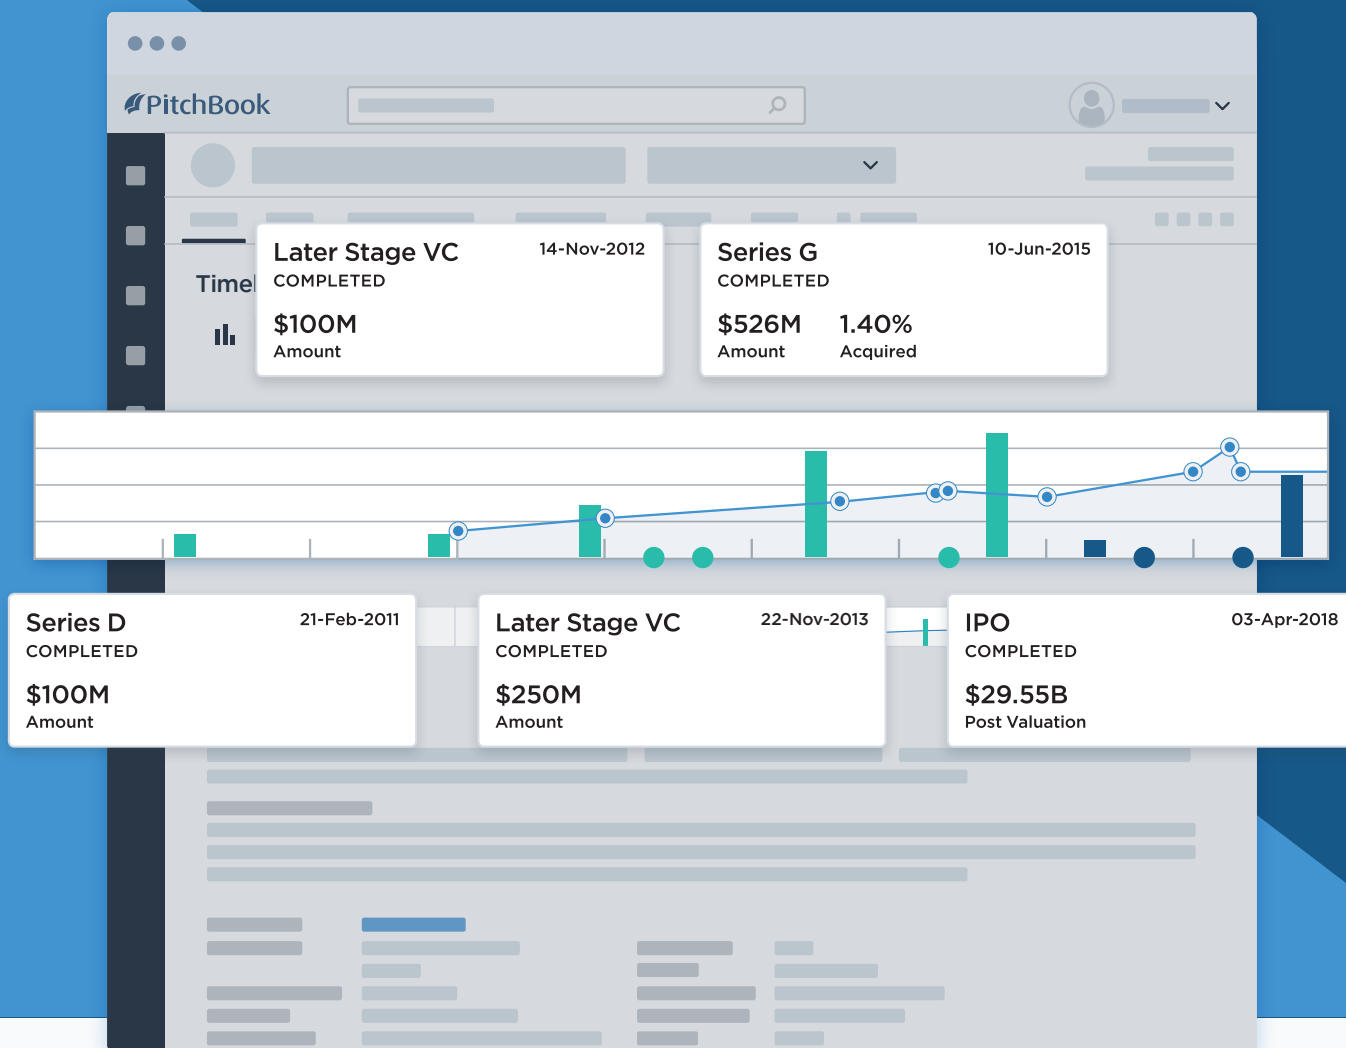 PitchBook
Later Stage VC 14-Nov-2012
COMPLETED
$100M
Amount
Series G 10-Jun-2015
COMPLETED
$526M 1.40%
Amount Acquired
Timel
Series D 21-Feb-2011
COMPLETED
$100M
Amount
Later Stage VC 22-Nov-2013
COMPLETED
$250M
Amount
IPO 03-Apr-2018
COMPLETED
$29.55B
Post Valuation